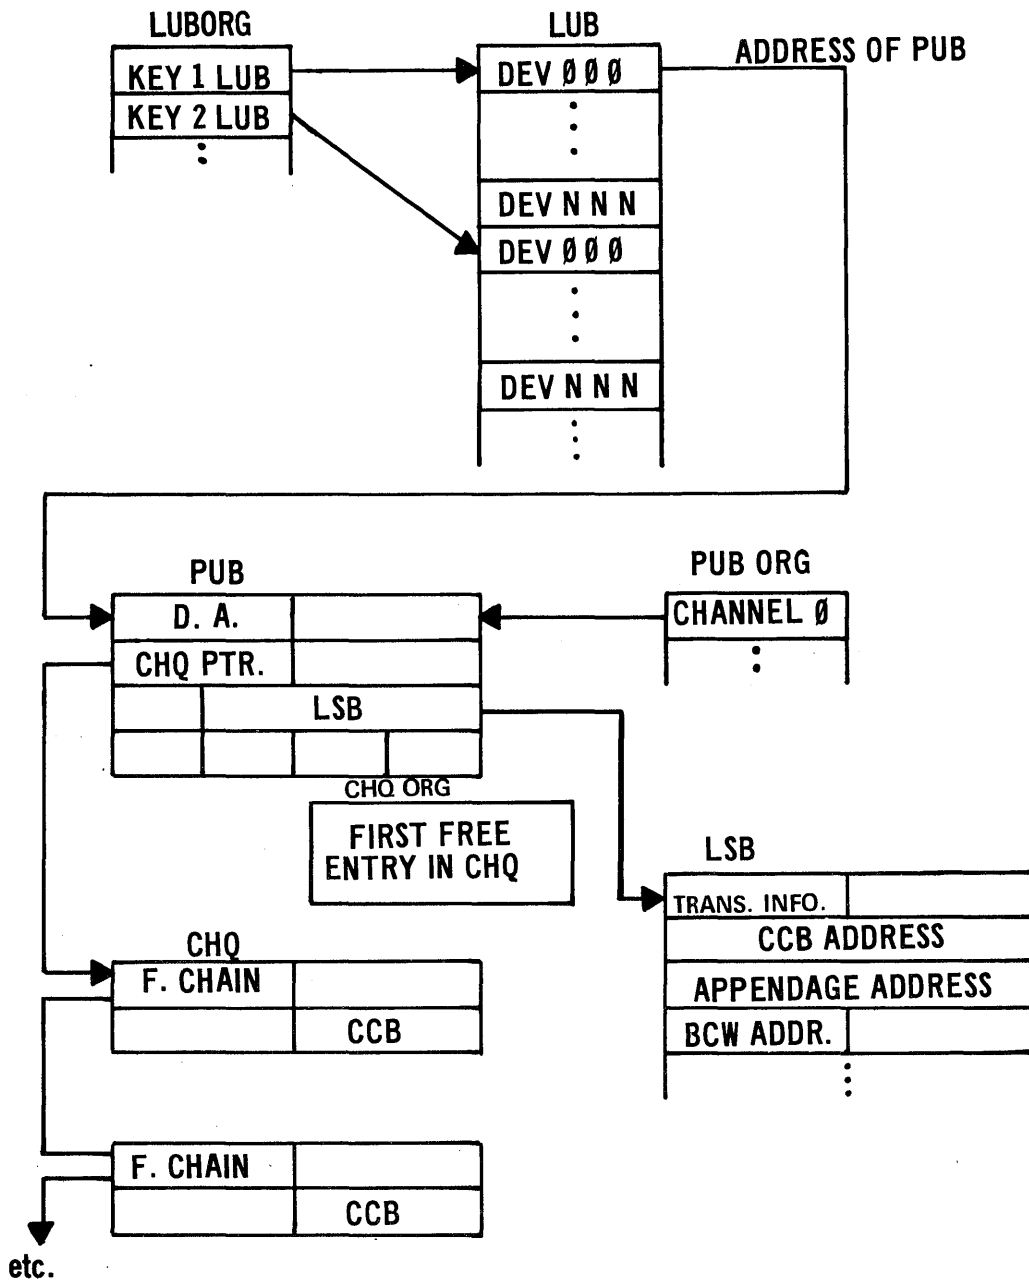 LUBORG
KEY 1 LUB
KEY 2 LUB
LUB
DEV ØØØ
DEV N N N
DEV ØØØ
DEV N N N
ADDRESS OF PUB
PUB
D. A.
CHQ PTR.
LSB
PUB ORG
CHANNEL Ø
CHQ ORG
FIRST FREE
ENTRY IN CHQ
LSB
TRANS. INFO.
CCB ADDRESS
APPENDAGE ADDRESS
BCW ADDR.
CHQ
F. CHAIN
CCB
F. CHAIN
CCB
etc.